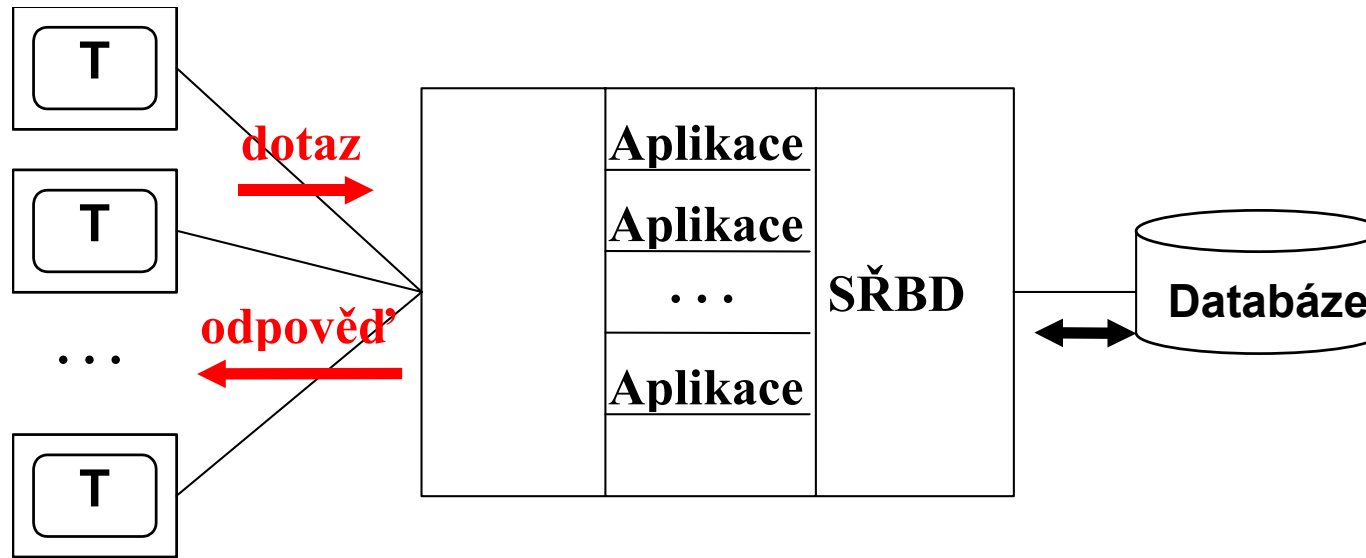 T
T
. . .
T
dotaz
odpověď
Aplikace
Aplikace
. . .
Aplikace
SŘBD
Databáze